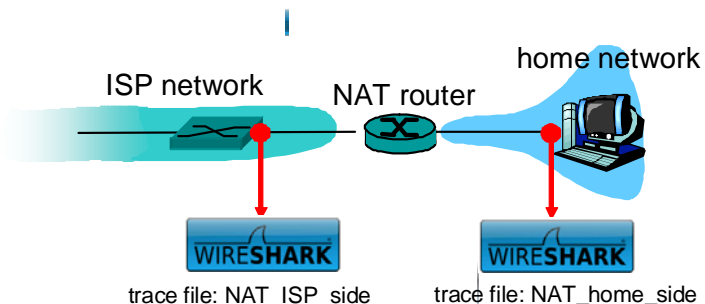 home network
ISP network
NAT router
WIRESHARK
WIRESHARK
trace file: NAT_ISP_side
trace file: NAT_home_side